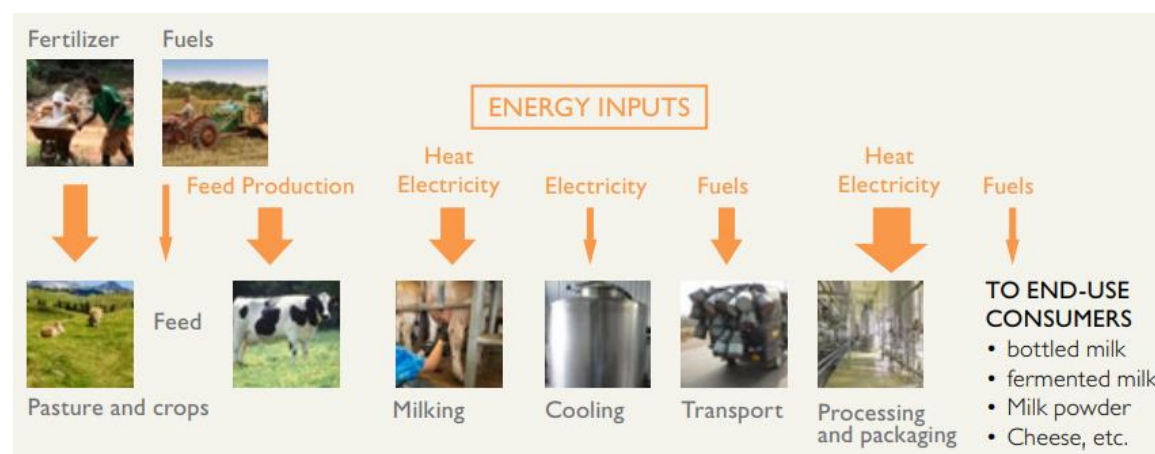 Fertilizer
Fuels
ENERGY INPUTS
Feed Production
Heat
Electricity
Electricity
Fuels
Heat
Electricity
Fuels
Pasture and crops
Feed
Milking
Cooling
Transport
Processing
and packaging
TO END-USE
CONSUMERS
• bottled milk
• fermented milk
• Milk powder
• Cheese, etc.